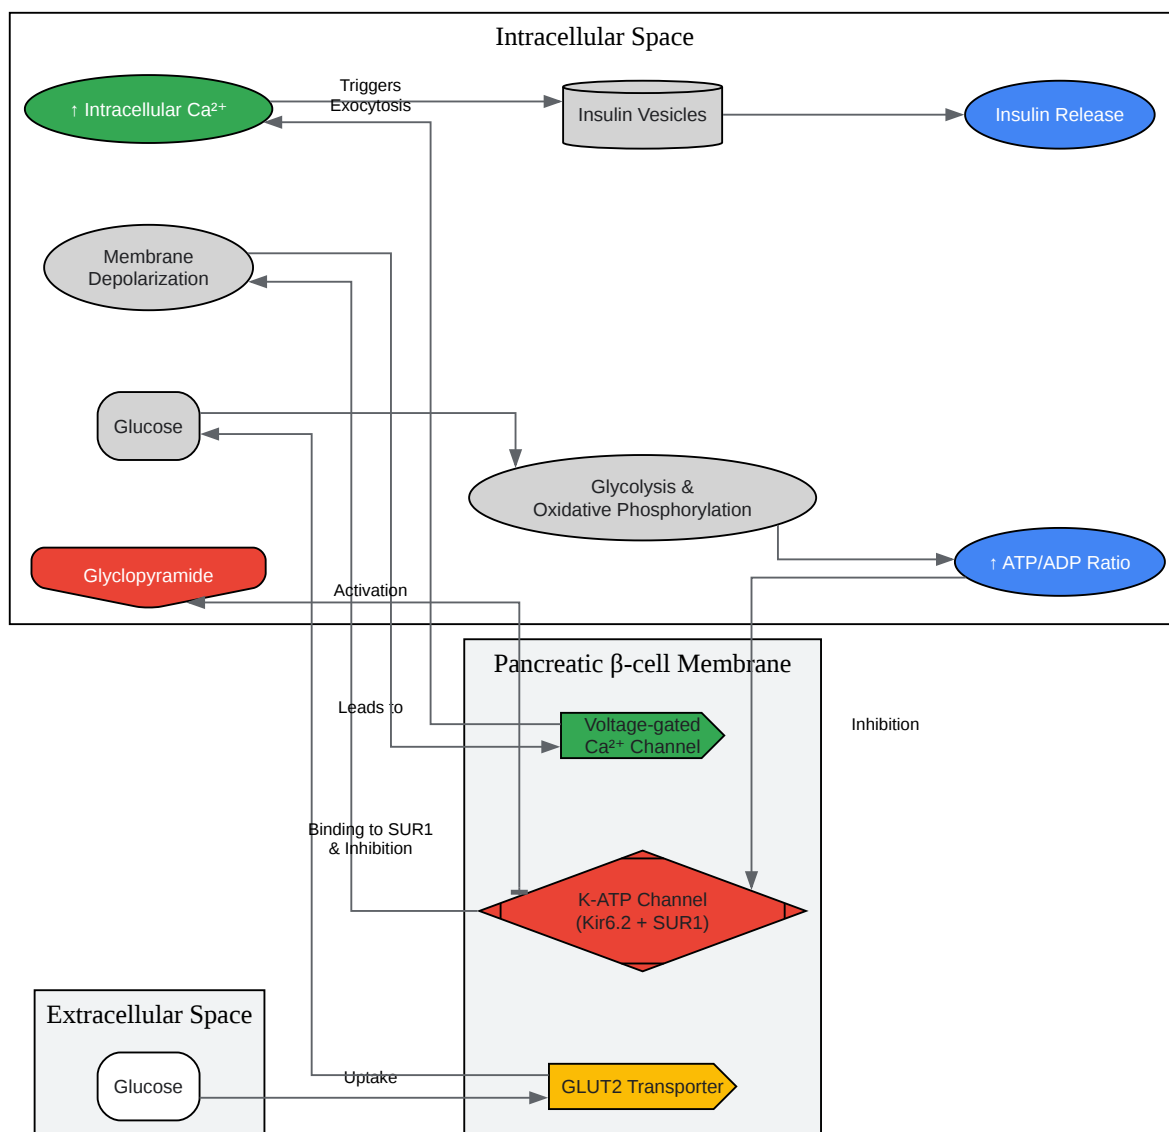 Intracellular Space
Triggers
Exocytosis
↑ Intracellular Ca²⁺
Insulin Vesicles
Insulin Release
Membrane
Depolarization
Glucose
Glycolysis &
Oxidative Phosphorylation
↑ ATP/ADP Ratio
Glyclopyramide
Activation
Pancreatic β-cell Membrane
Leads to
Voltage-gated
Ca²⁺ Channel
Inhibition
Binding to SUR1
& Inhibition
K-ATP Channel
(Kir6.2 + SUR1)
Extracellular Space
Glucose
Uptake
GLUT2 Transporter